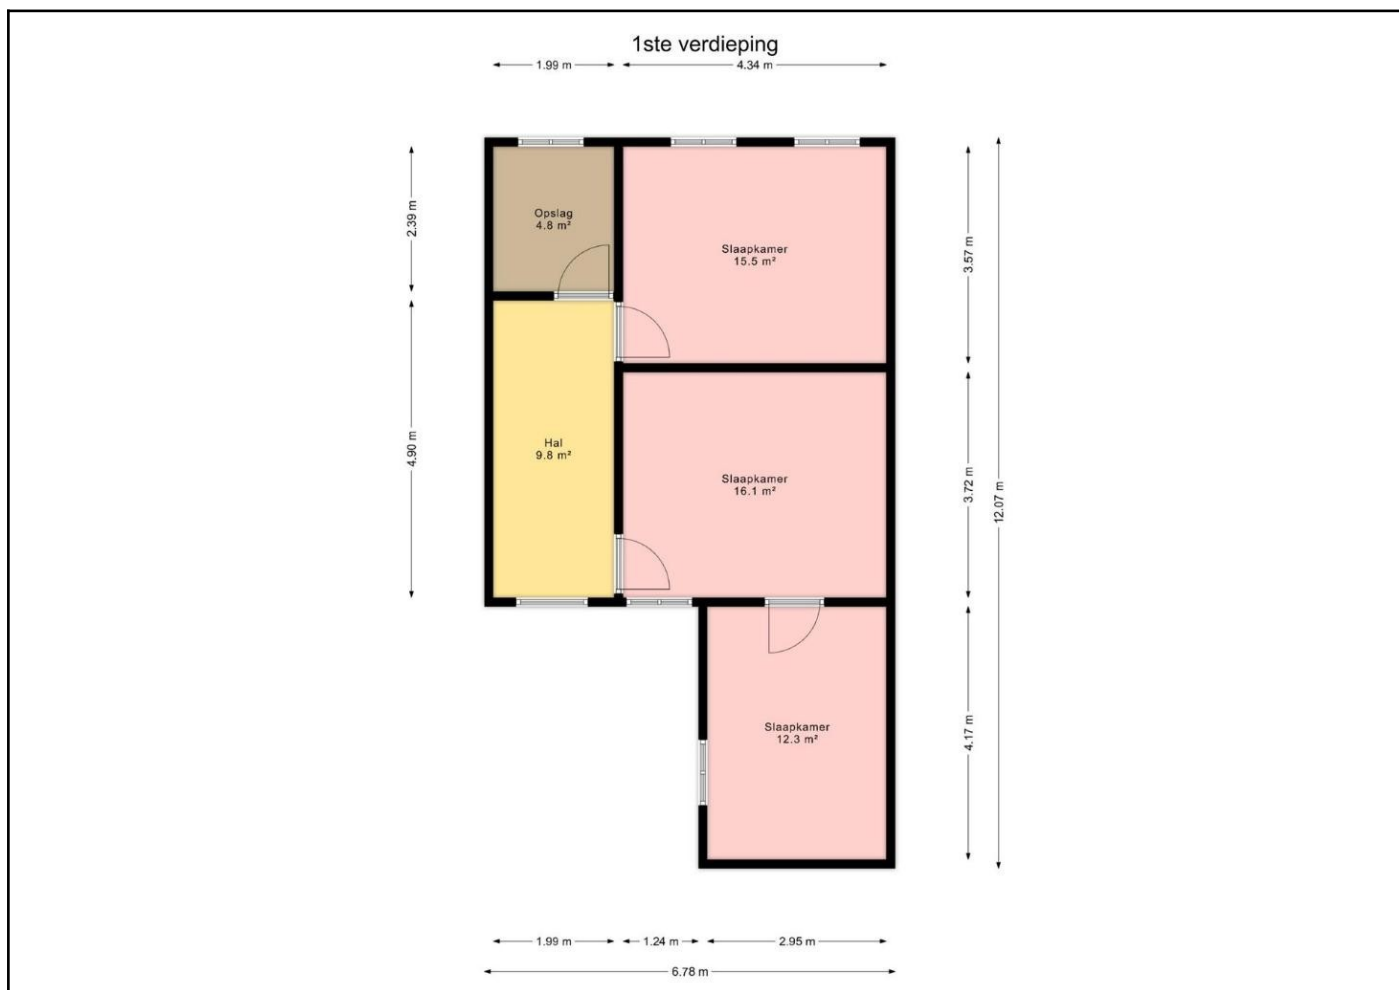 1ste verdieping
1.99 m
4.34 m
2.39 m
4.90 m
Opslag
4.8 m²
Slaapkamer
15.5 m²
Hal
9.8 m²
Slaapkamer
16.1 m²
Slaapkamer
12.3 m²
3.57 m
3.72 m
4.17 m
12.07 m
1.99 m
1.24 m
2.95 m
6.78 m